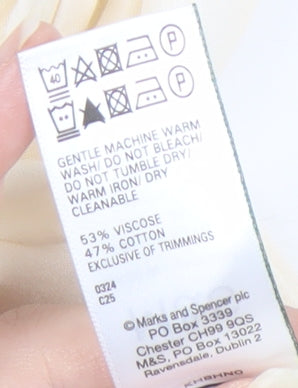 40 P
P
GENTLE MACHINE WARM
WASH/ DO NOT BLEACH/
DO NOT TUMBLE DRY/
WARM IRON/ DRY
CLEANABLE
53% VISCOSE
47% COTTON
EXCLUSIVE OF TRIMMINGS
0324
C25
© Marks and Spencer plc
PO Box 3339
Chester CH99 9QS
M&S, PO Box 13022
Ravensdale, Dublin 2